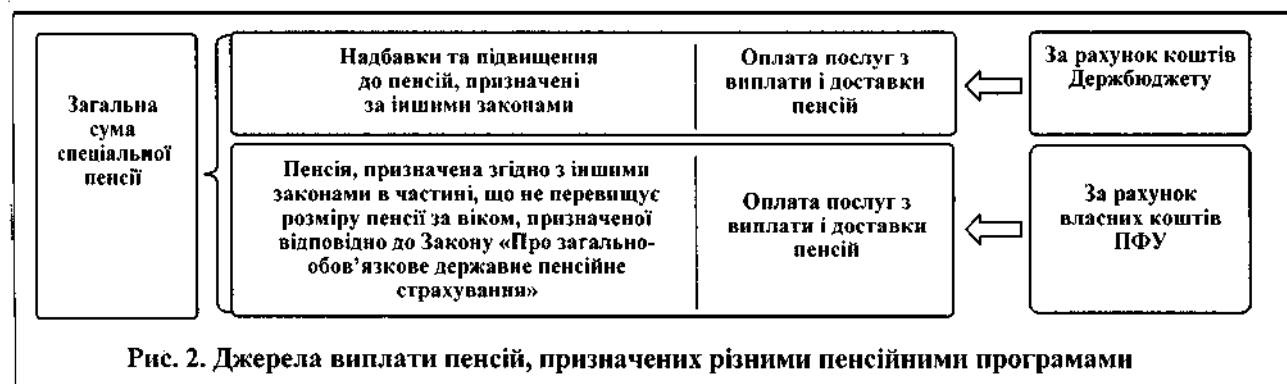 Загальна
сума
спеціальної
пенсії
Надбавки та підвищення
до пенсій, призначені
за іншими законами
Оплата послуг з
виплати і доставки
пенсій
За рахунок коштів
Держбюджету
Пенсія, призначена згідно з іншими
законами в частині, що не перевищує
розміру пенсії за віком, призначеної
відповідно до Закону «Про загально-
обов’язкове державне пенсійне
страхування»
Оплата послуг з
виплати і доставки
пенсій
За рахунок
власних коштів
ПФУ
Рис. 2. Джерела виплати пенсій, призначених різними пенсійними програмами